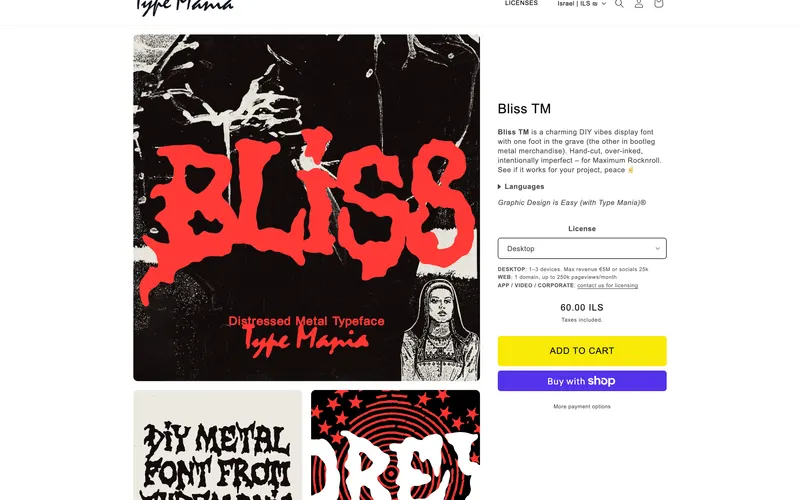 Type Mania
LICENSES
Israel | ILS ₪
BLiSS
Distressed Metal Typeface
Type Mania
DiY METAL
FONT FROM
TYPEMANIA
Bliss TM
Bliss TM is a charming DIY vibes display font
with one foot in the grave (the other in bootleg
metal merchandise). Hand-cut, over-inked,
intentionally imperfect – for Maximum Rocknroll.
See if it works for your project, peace ✌️
Languages
Graphic Design is Easy (with Type Mania)®
License
Desktop
DESKTOP: 1–3 devices. Max revenue €5M or socials 25k
WEB: 1 domain, up to 250k pageviews/month
APP / VIDEO / CORPORATE: contact us for licensing
60.00 ILS
Taxes included.
ADD TO CART
Buy with shop
More payment options